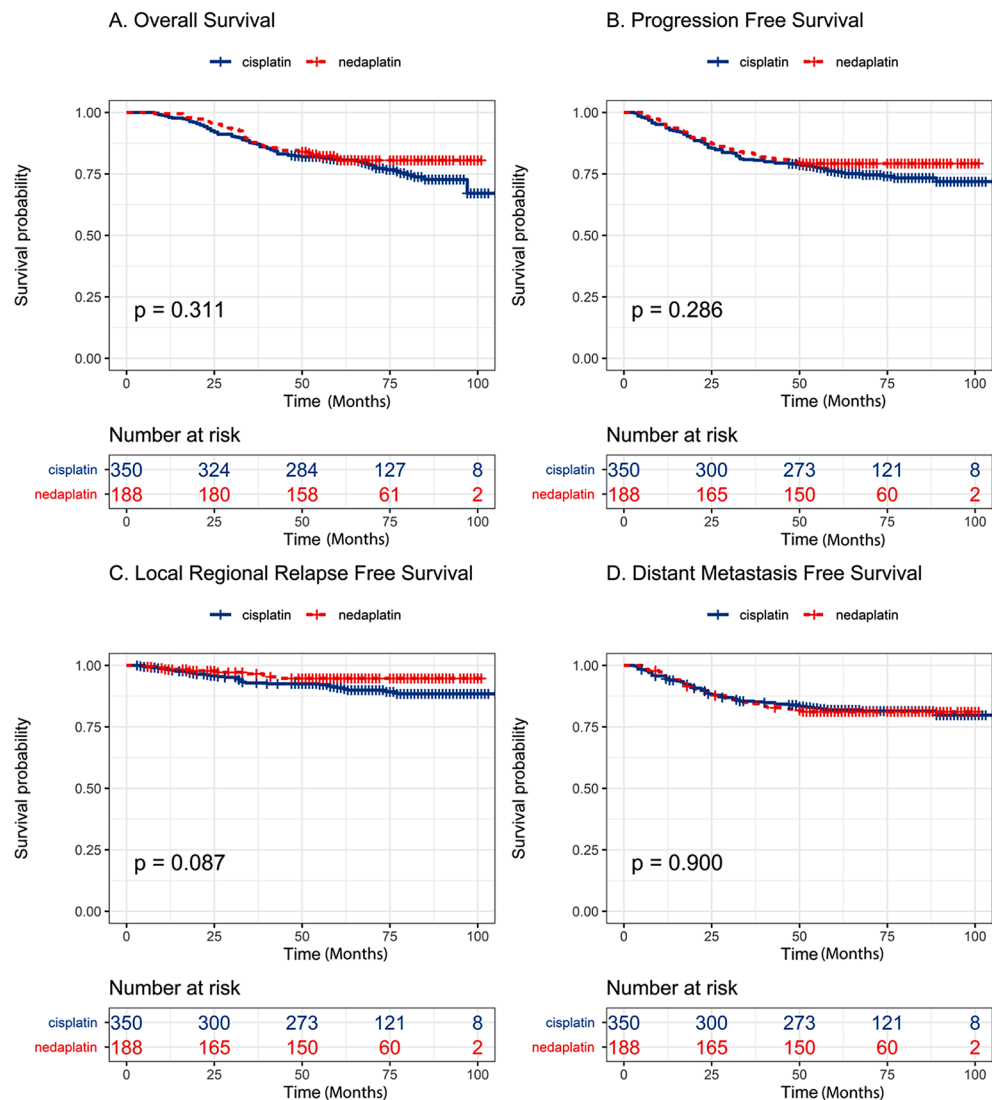 A. Overall Survival
cisplatin nedaplatin
Survival probability
1.00
0.75
0.50
0.25
0.00
p = 0.311
0 25 50 75 100
Time (Months)
Number at risk
cisplatin 350 324 284 127 8
nedaplatin 188 180 158 61 2
0 25 50 75 100
Time (Months)
B. Progression Free Survival
cisplatin nedaplatin
Survival probability
1.00
0.75
0.50
0.25
0.00
p = 0.286
0 25 50 75 100
Time (Months)
Number at risk
cisplatin 350 300 273 121 8
nedaplatin 188 165 150 60 2
0 25 50 75 100
Time (Months)
C. Local Regional Relapse Free Survival
cisplatin nedaplatin
Survival probability
1.00
0.75
0.50
0.25
0.00
p = 0.087
0 25 50 75 100
Time (Months)
Number at risk
cisplatin 350 300 273 121 8
nedaplatin 188 165 150 60 2
0 25 50 75 100
Time (Months)
D. Distant Metastasis Free Survival
cisplatin nedaplatin
Survival probability
1.00
0.75
0.50
0.25
0.00
p = 0.900
0 25 50 75 100
Time (Months)
Number at risk
cisplatin 350 300 273 121 8
nedaplatin 188 165 150 60 2
0 25 50 75 100
Time (Months)